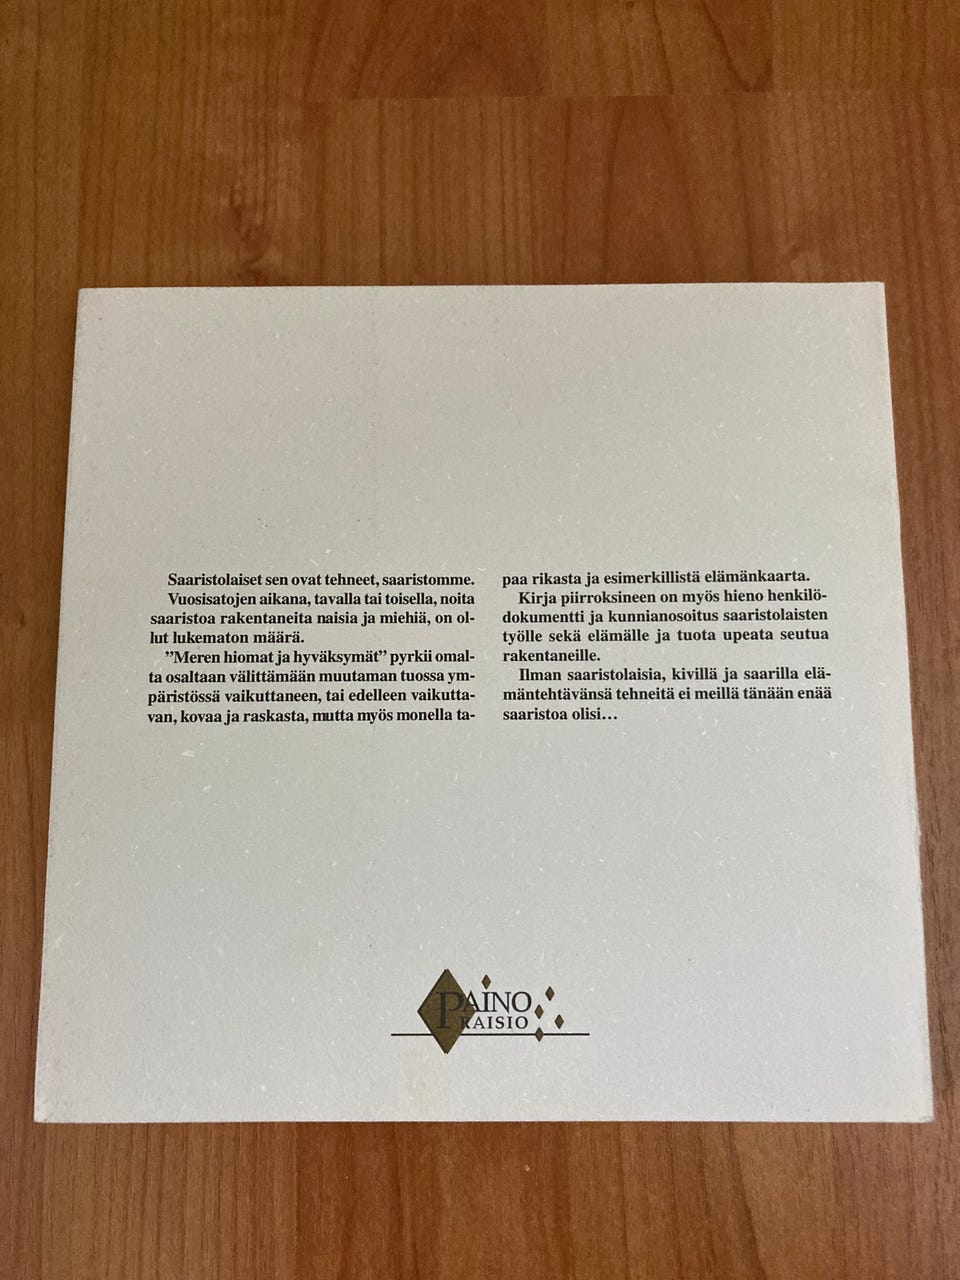 Saaristolaiset sen ovat tehneet, saaristomme.
Vuosisatojen aikana, tavalla tai toisella, noita
saaristoa rakentaneita naisia ja miehiä, on ol-
lut lukematon määrä.
”Meren hiomat ja hyväksymät” pyrkii omal-
ta osaltaan välittämään muutaman tuossa ym-
päristössä vaikuttaneen, tai edelleen vaikutta-
van, kovaa ja raskasta, mutta myös monella ta-
paa rikasta ja esimerkillistä elämänkaarta.
Kirja piirroksineen on myös hieno henkilö-
dokumentti ja kunnianosoitus saaristolaisten
työlle sekä elämälle ja tuota upeata seutua
rakentaneille.
Ilman saaristolaisia, kivillä ja saarilla elä-
mäntehtävänsä tehneitä ei meillä tänään enää
saaristoa olisi...
PAINO
RAISIO